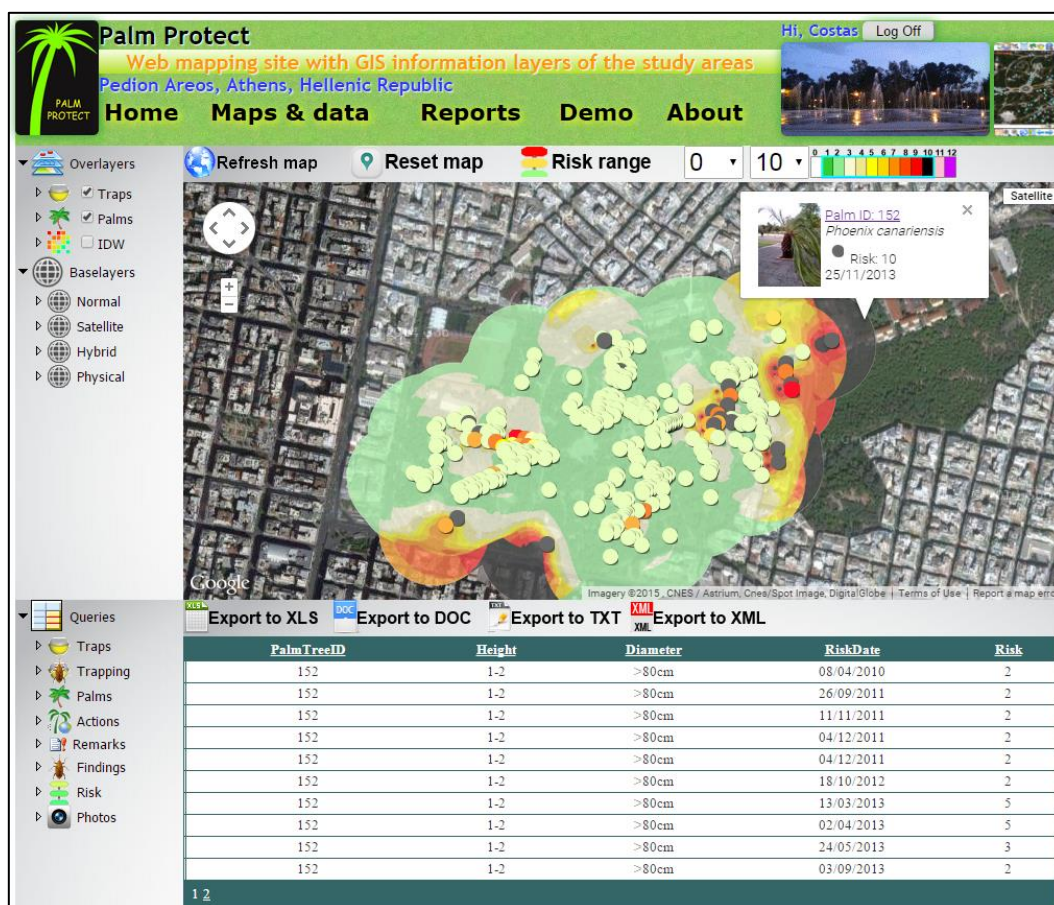 Palm Protect
Hi, Costas Log Off
Web mapping site with GIS information layers of the study areas
Pedion Areos, Athens, Hellenic Republic
PALM
PROTECT
Home Maps & data Reports Demo About
Overlayers
Traps
Palms
IDW
Baselayers
Normal
Satellite
Hybrid
Physical
Refresh map Reset map Risk range 0 10
0 1 2 3 4 5 6 7 8 9 10 11 12
Satellite
Palm ID: 152
Phoenix canariensis
Risk: 10
25/11/2013
Google
Imagery ©2015 , CNES / Astrium, Cnes/Spot Image, DigitalGlobe Terms of Use Report a map erro
Queries
Traps
Trapping
Palms
Actions
Remarks
Findings
Risk
Photos
XLS Export to XLS DOC Export to DOC TXT Export to TXT XML XML Export to XML
PalmTreeID Height Diameter RiskDate Risk
152 1-2 >80cm 08/04/2010 2
152 1-2 >80cm 26/09/2011 2
152 1-2 >80cm 11/11/2011 2
152 1-2 >80cm 04/12/2011 2
152 1-2 >80cm 04/12/2011 2
152 1-2 >80cm 18/10/2012 2
152 1-2 >80cm 13/03/2013 5
152 1-2 >80cm 02/04/2013 5
152 1-2 >80cm 24/05/2013 3
152 1-2 >80cm 03/09/2013 2
1 2